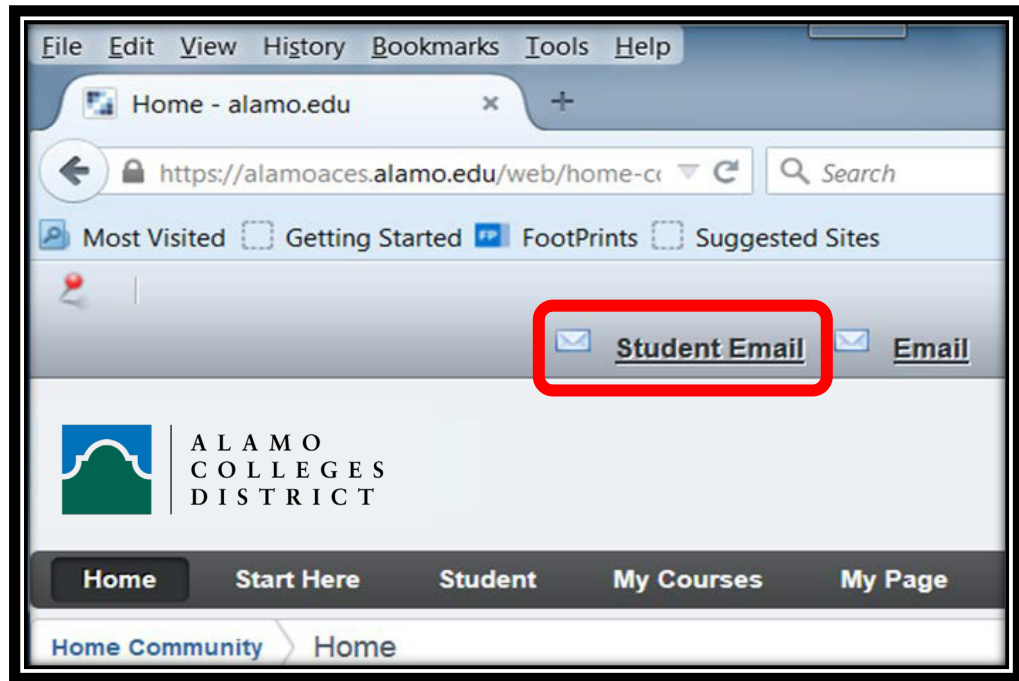 File Edit View History Bookmarks Tools Help
Home - alamo.edu × +
https://alamoaces.alamo.edu/web/home-cc Search
Most Visited Getting Started FP FootPrints Suggested Sites
Student Email Email
ALAMO
COLLEGES
DISTRICT
Home Start Here Student My Courses My Page
Home Community Home